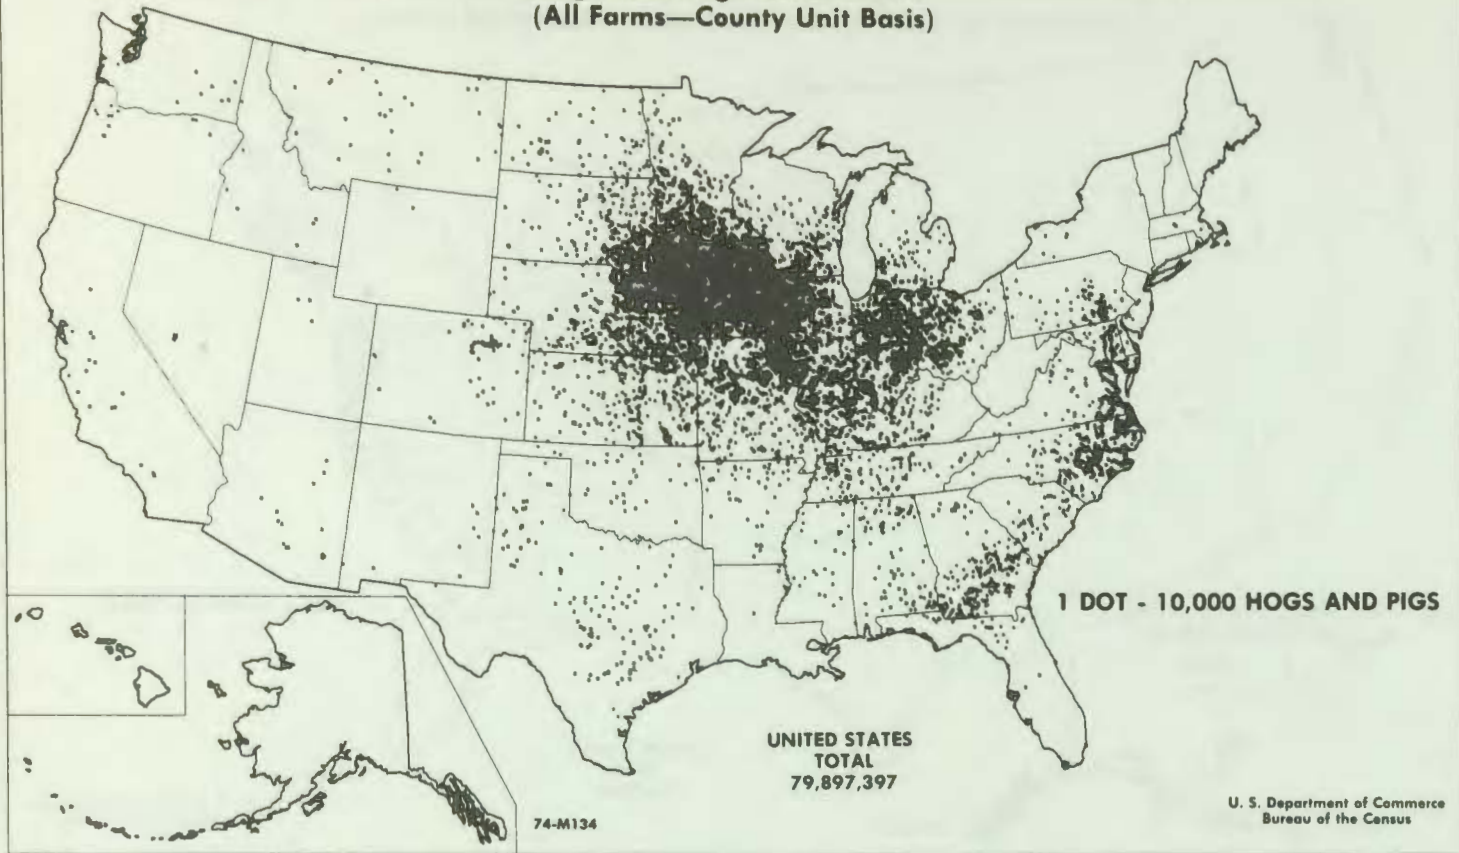 (All Farms—County Unit Basis)
1 DOT - 10,000 HOGS AND PIGS
UNITED STATES
TOTAL
79,897,397
74-M134
U. S. Department of Commerce
Bureau of the Census